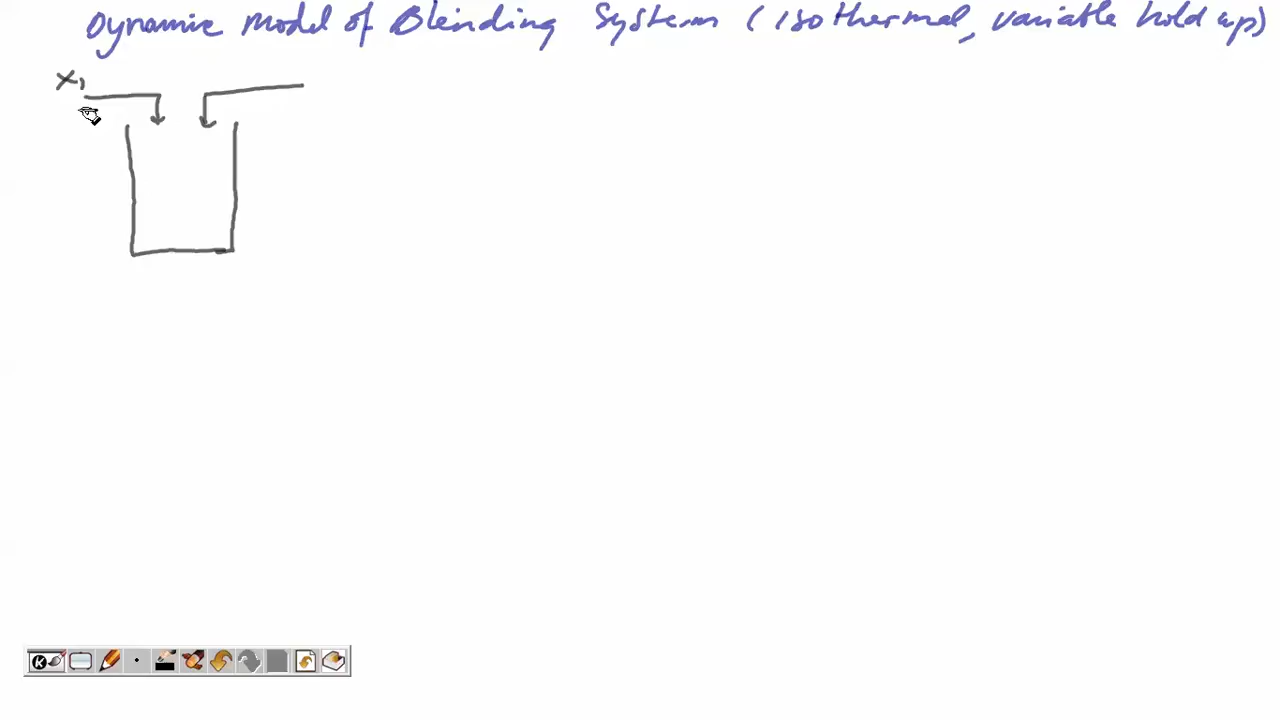 Dynamic model of Blending System (isothermal, variable hold up)
x1